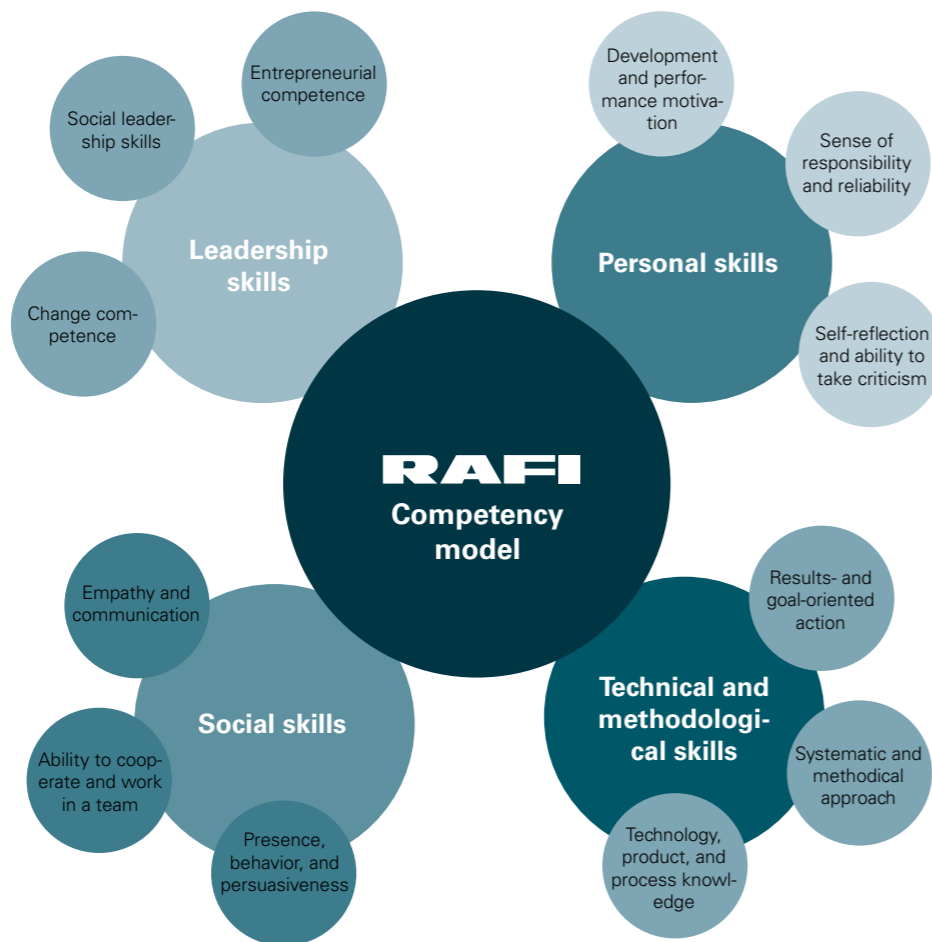 Entrepreneurial
competence
Social leader-
ship skills
Change com-
petence
Leadership
skills
Development
and perfor-
mance motiva-
tion
Sense of
responsibility
and reliability
Self-reflection
and ability to
take criticism
Personal skills
RAFI
Competency
model
Empathy and
communication
Ability to coop-
erate and work
in a team
Presence,
behavior, and
persuasiveness
Social skills
Results- and
goal-oriented
action
Systematic and
methodical
approach
Technology,
product, and
process knowl-
edge
Technical and
methodologi-
cal skills